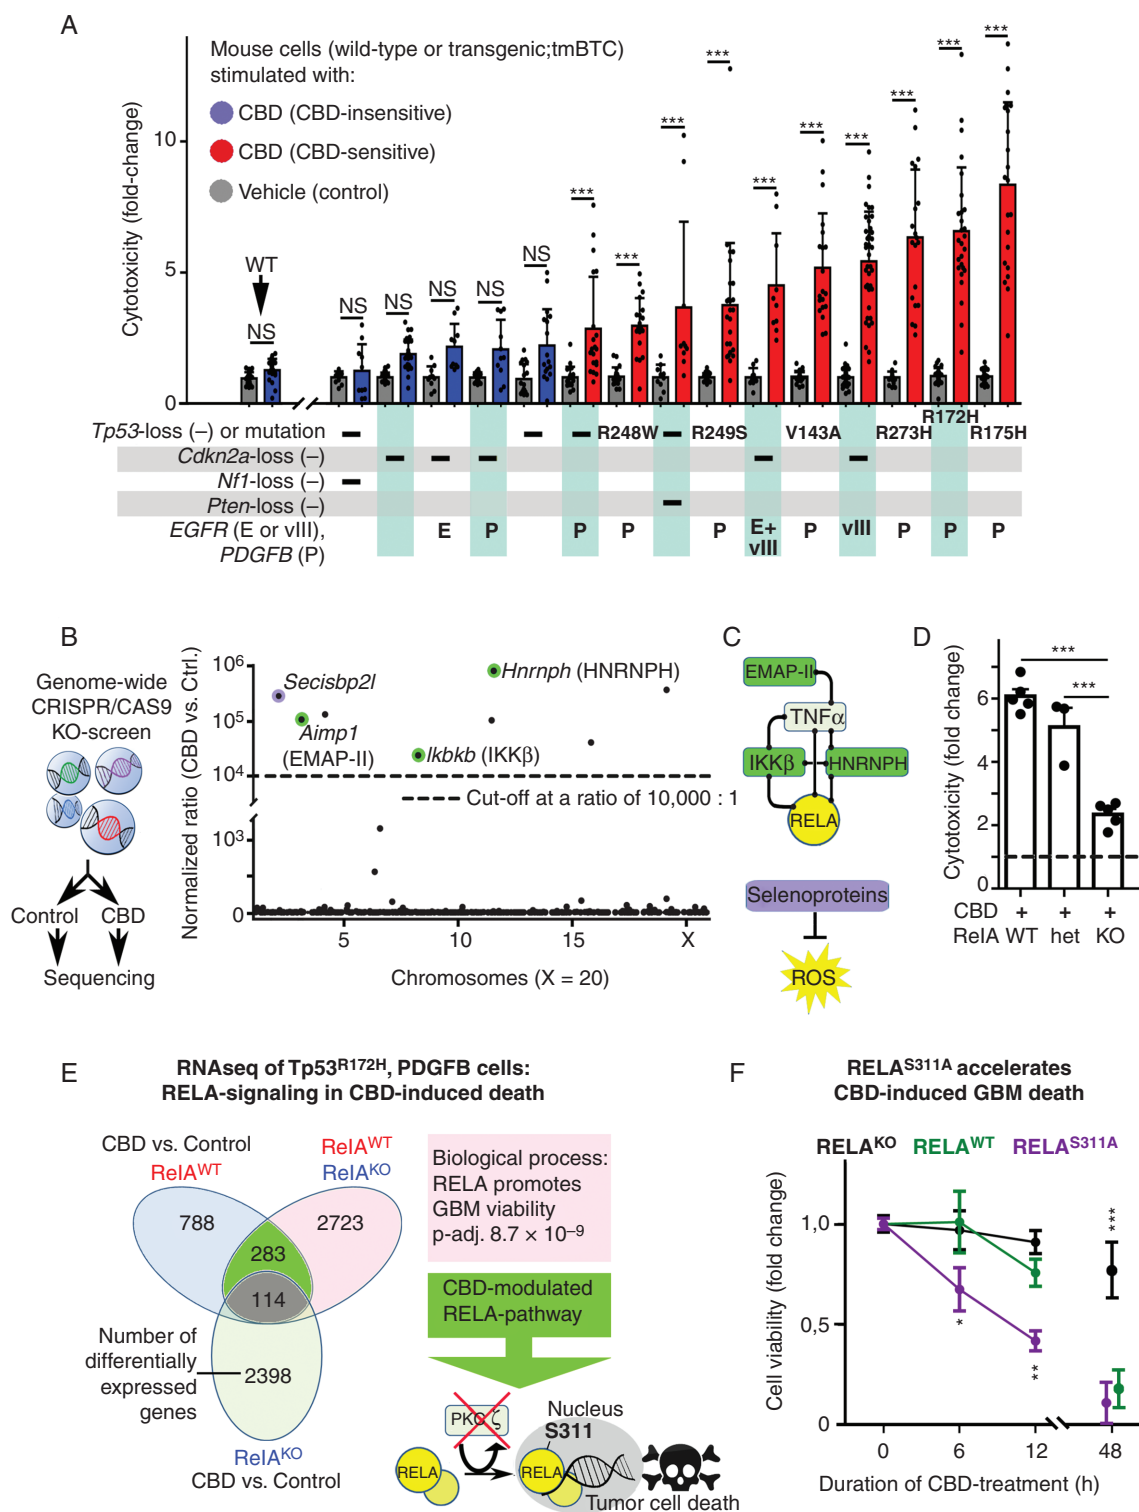 A
Mouse cells (wild-type or transgenic;tmBTC)
stimulated with:
CBD (CBD-insensitive)
CBD (CBD-sensitive)
Vehicle (control)
Cytotoxicity (fold-change)
10
5
0
WT
NS
NS
NS
NS
NS
NS
***
***
***
***
***
***
***
***
***
***
Tp53-loss (–) or mutation
R248W
R249S
V143A
R273H
R172H
R175H
Cdkn2a-loss (–)
Nf1-loss (–)
Pten-loss (–)
EGFR (E or vIII),
PDGFB (P)
E
P
P
P
P
E+
vIII
P
vIII
P
P
P
B
Genome-wide
CRISPR/CAS9
KO-screen
Control
CBD
Sequencing
Normalized ratio (CBD vs. Ctrl.)
10⁶
10⁵
10⁴
10³
0
Secisbp2l
Aimp1
(EMAP-II)
Hnrnph (HNRNPH)
Ikbkb (IKKβ)
Cut-off at a ratio of 10,000 : 1
5
10
15
X
Chromosomes (X = 20)
C
EMAP-II
TNFα
IKKβ
HNRNPH
RELA
Selenoproteins
ROS
D
Cytotoxicity (fold change)
6
4
2
0
***
***
CBD + + +
RelA WT het KO
E
RNAseq of Tp53ᴿ¹⁷²ᴴ, PDGFB cells:
RELA-signaling in CBD-induced death
CBD vs. Control
RelAᵂᵀ
RelAᵂᵀ
RelAᴷᴼ
788
2723
283
114
Number of
differentially
expressed
genes
2398
RelAᴷᴼ
CBD vs. Control
Biological process:
RELA promotes
GBM viability
p-adj. 8.7 × 10⁻⁹
CBD-modulated
RELA-pathway
PKC ζ
Nucleus
S311
RELA
RELA
Tumor cell death
F
RELAS311A accelerates
CBD-induced GBM death
RELAᴷᴼ
RELAᵂᵀ
RELAS311A
Cell viability (fold change)
1,0
0,5
0
*
**
***
0
6
12
48
Duration of CBD-treatment (h)